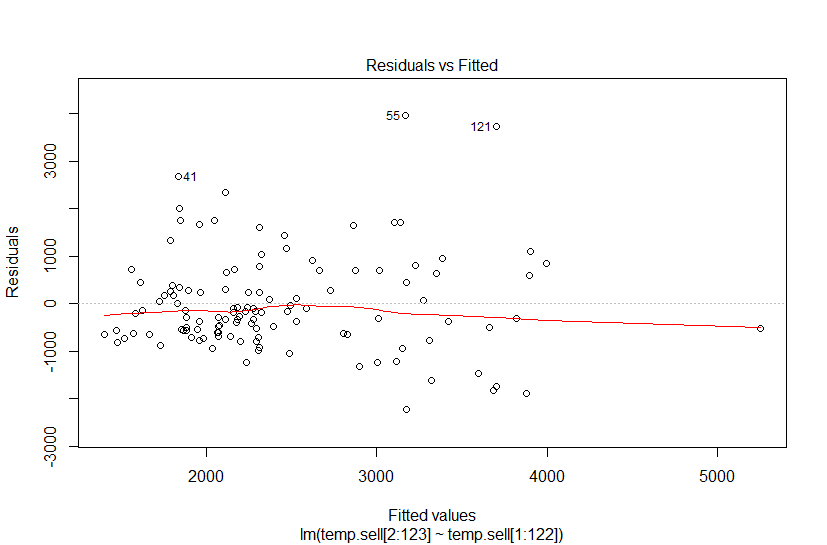 Residuals vs Fitted
55
121
41
3000
1000
0
-1000
-3000
Residuals
2000 3000 4000 5000
Fitted values
lm(temp.sell[2:123] ~ temp.sell[1:122])